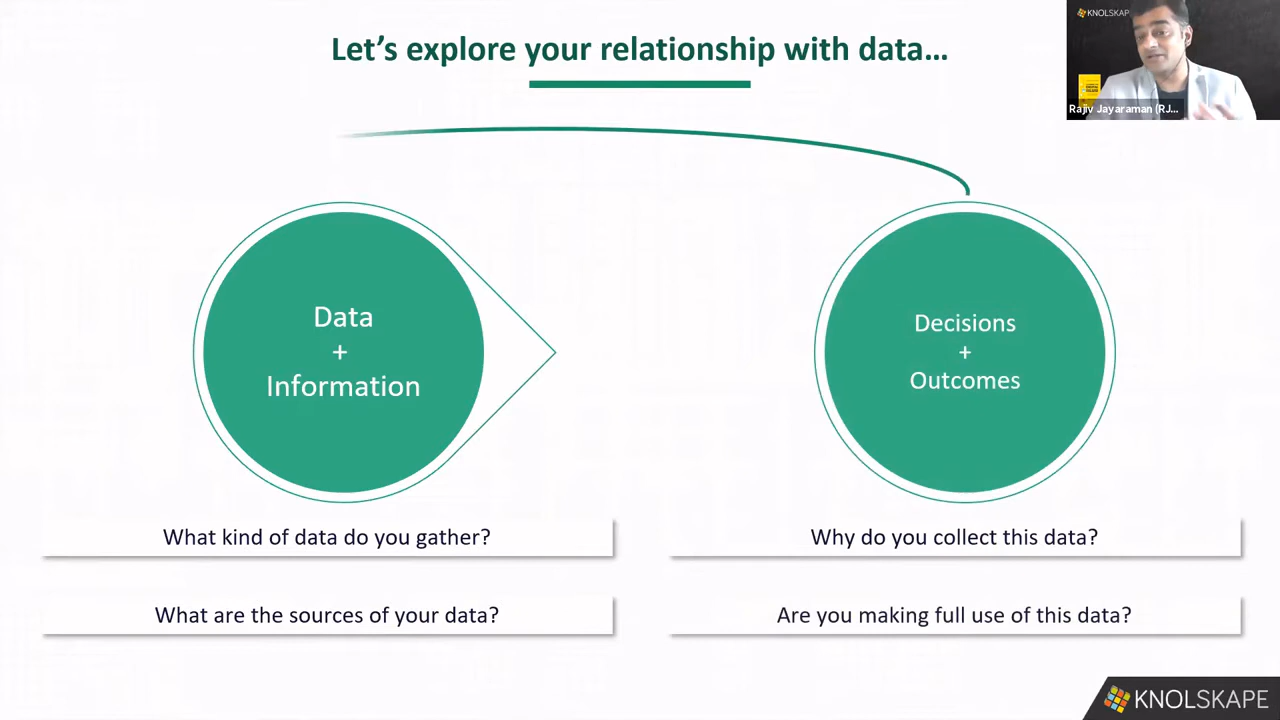 Let's explore your relationship with data…
KNOLSKAP
Rajiv Jayaraman (RJ...
Data
+
Information
Decisions
+
Outcomes
What kind of data do you gather?
Why do you collect this data?
What are the sources of your data?
Are you making full use of this data?
KNOLSKAPE